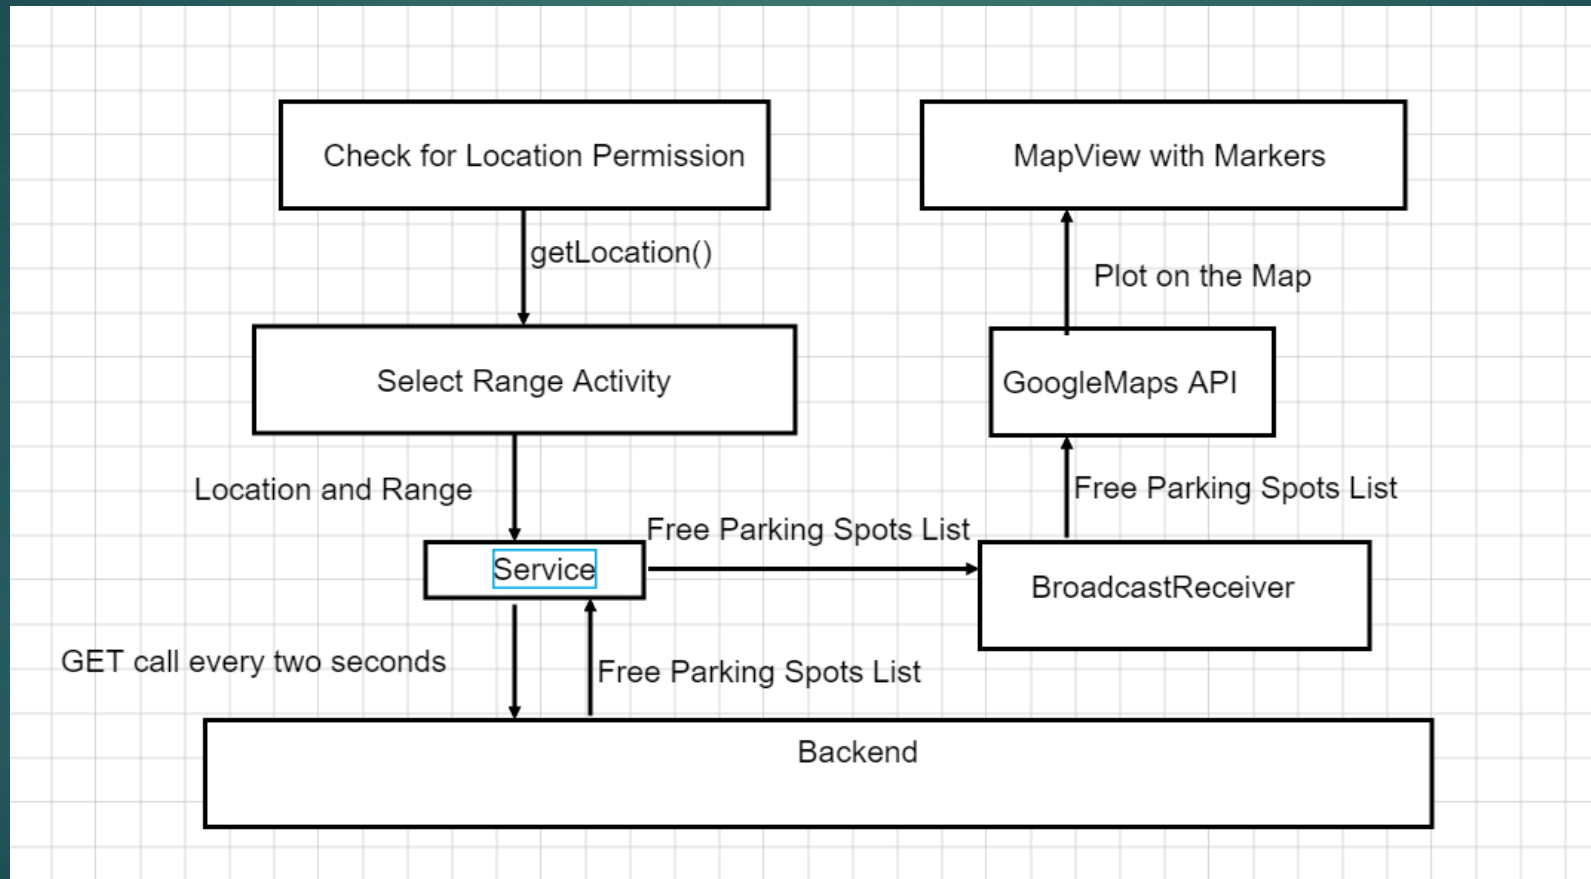 Check for Location Permission
MapView with Markers
getLocation()
Plot on the Map
Select Range Activity
GoogleMaps API
Location and Range
Free Parking Spots List
Free Parking Spots List
Service
BroadcastReceiver
GET call every two seconds
Free Parking Spots List
Backend